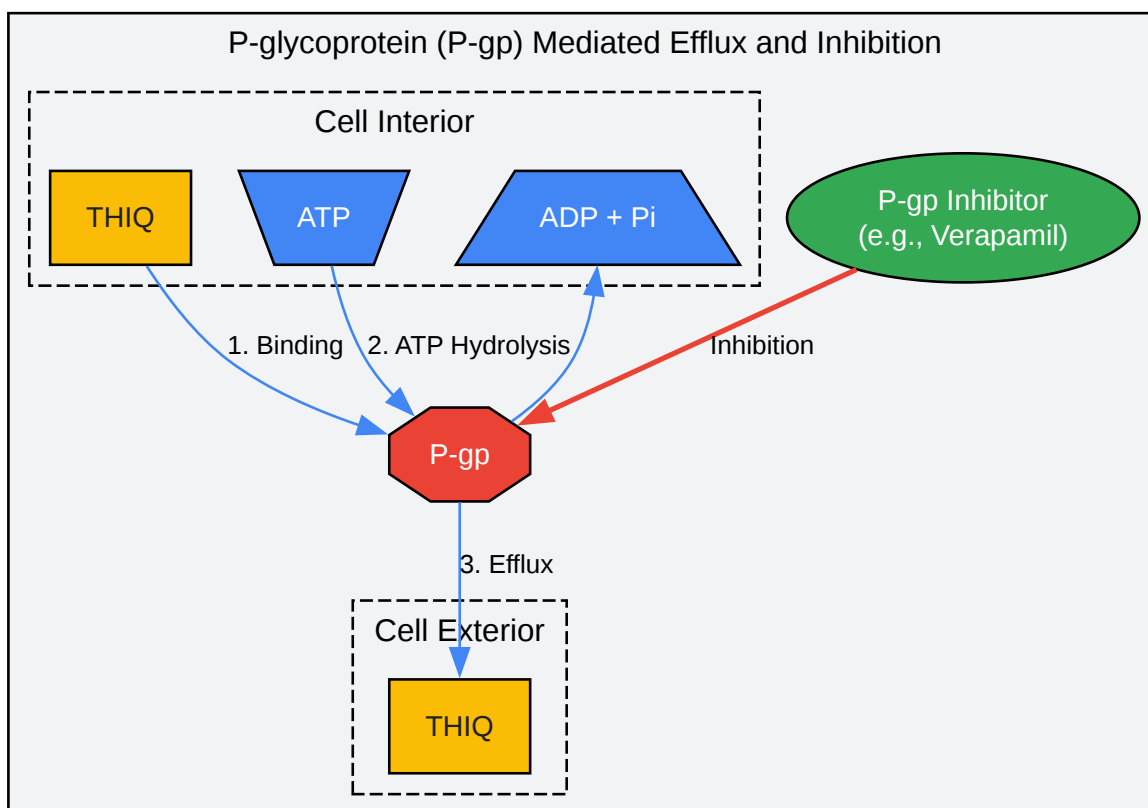 P-glycoprotein (P-gp) Mediated Efflux and Inhibition
Cell Interior
THIQ
ATP
ADP + Pi
P-gp Inhibitor
(e.g., Verapamil)
1. Binding
2. ATP Hydrolysis
Inhibition
P-gp
3. Efflux
Cell Exterior
THIQ